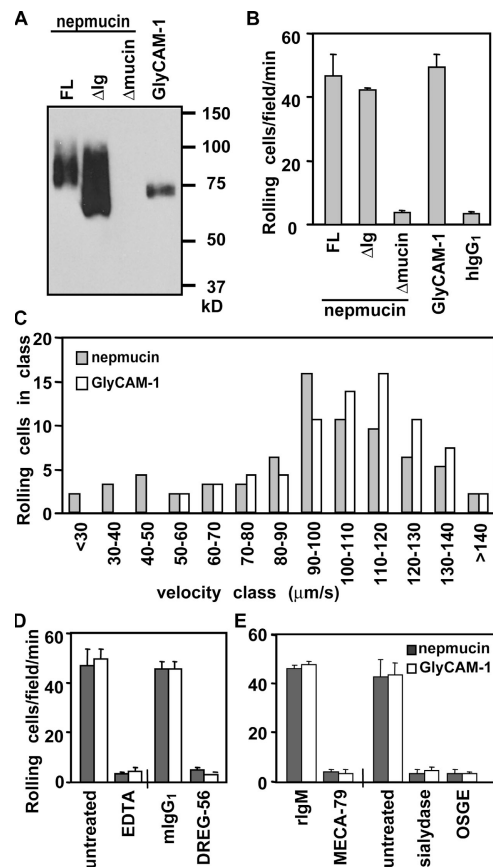 A
nepmucin
FL
ΔIg
Δmucin
GlyCAM-1
150
100
75
50
37
kD
B
Rolling cells/field/min
60
40
20
0
FL
ΔIg
Δmucin
GlyCAM-1
hIgG1
nepmucin
C
Rolling cells in class
20
15
10
5
0
nepmucin
GlyCAM-1
<30
30-40
40-50
50-60
60-70
70-80
80-90
90-100
100-110
110-120
120-130
130-140
>140
velocity class (μm/s)
D
Rolling cells/field/min
60
40
20
0
untreated
EDTA
mIgG1
DREG-56
E
60
40
20
0
nepmucin
GlyCAM-1
rIgM
MECA-79
untreated
sialydase
OSGE